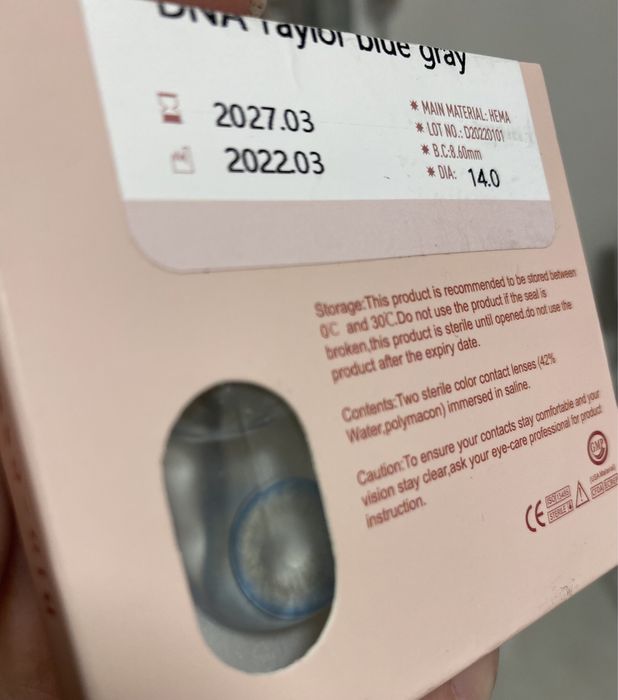 DNA Taylor blue gray
2027.03
2022.03
* MAIN MATERIAL: HEMA
* LOT NO.: D20220101
* B.C:8.60mm
* DIA: 14.0
Storage:This product is recommended to be stored between
0℃ and 30℃.Do not use the product if the seal is
broken,this product is sterile until opened.do not use the
product after the expiry date.
Contents:Two sterile color contact lenses (42%
Water,polymacon) immersed in saline.
Caution:To ensure your contacts stay comfortable and your
vision stay clear,ask your eye-care professional for product
instruction.
GMP
CE
ISO13485
STERILE
(USA Material)